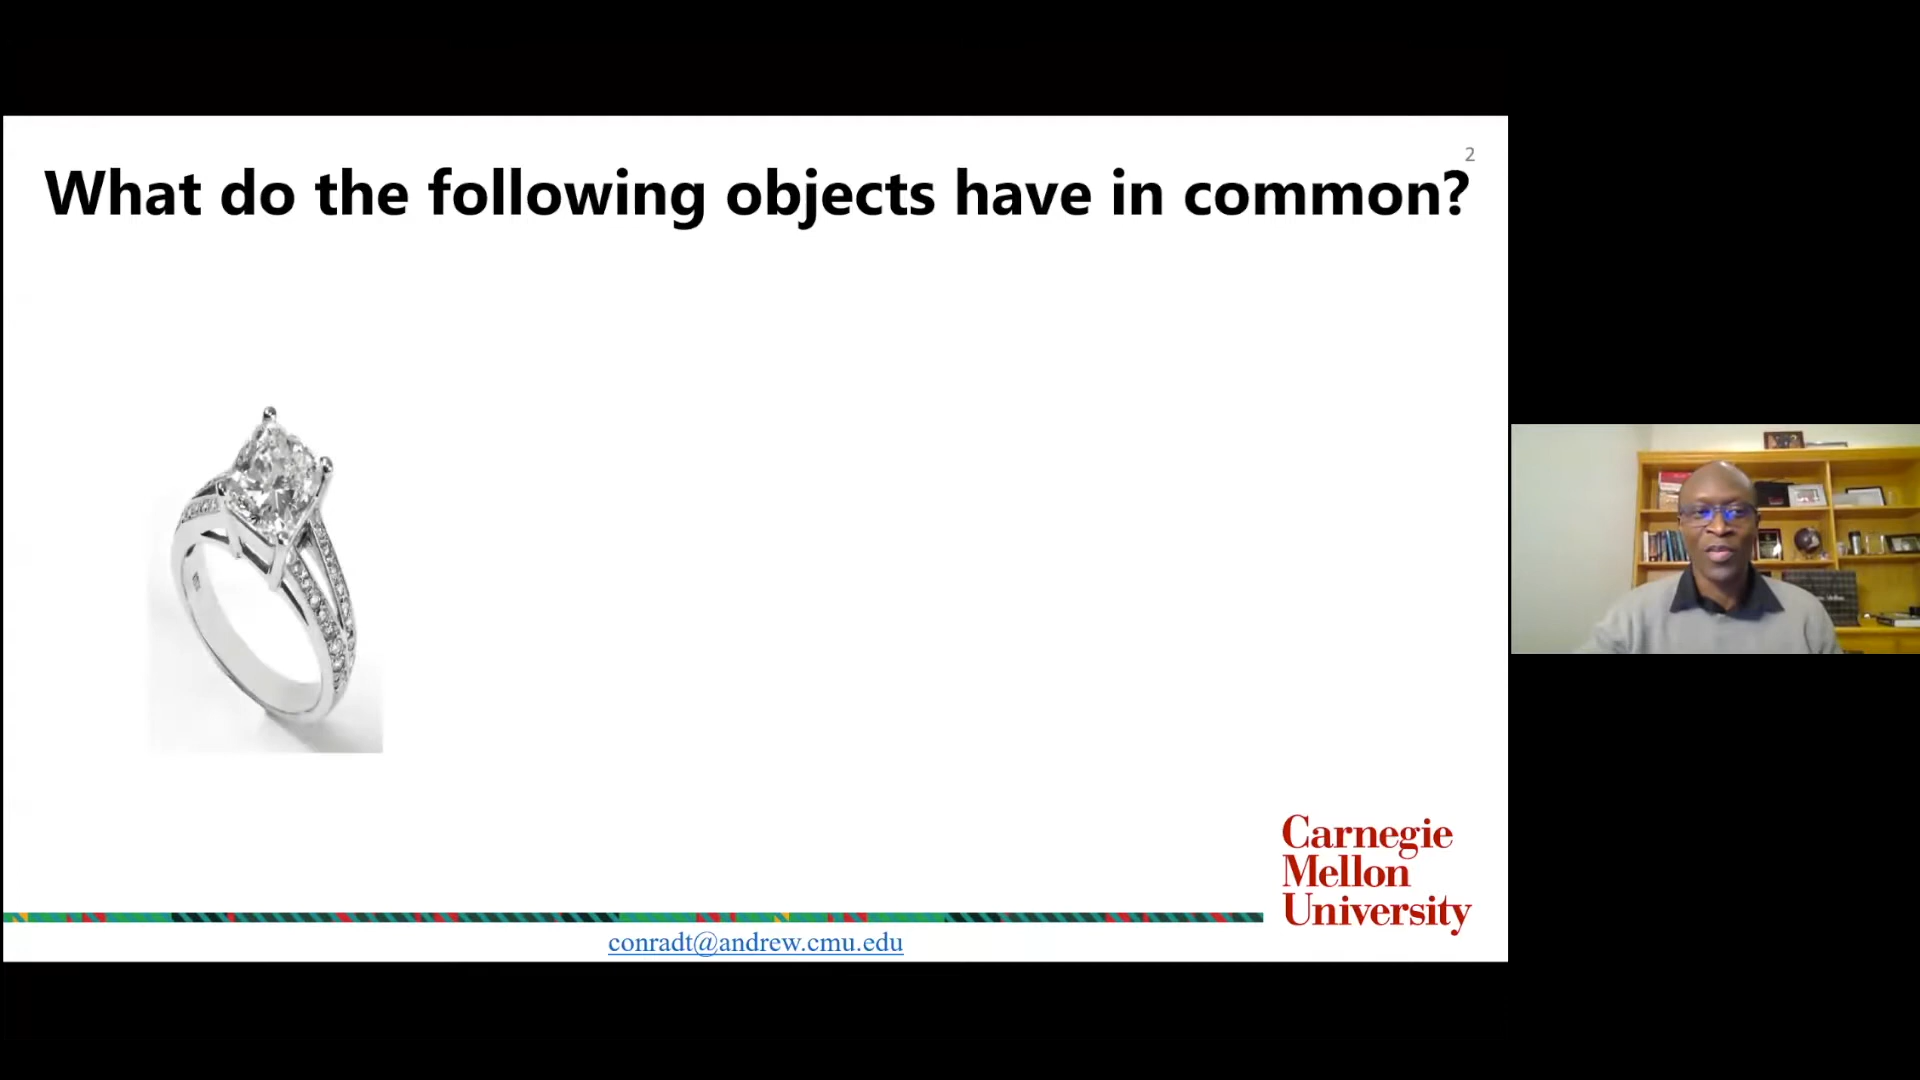 2
What do the following objects have in common?
Carnegie
Mellon
University
conradt@andrew.cmu.edu